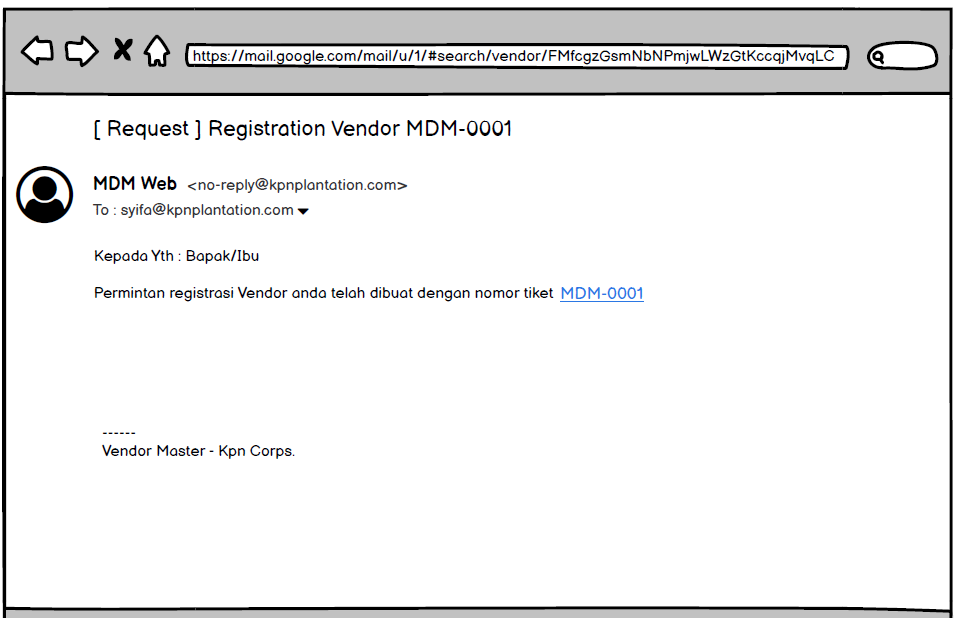 https://mail.google.com/mail/u/1/#search/vendor/FMfcgzGsmNbNPmjwLWzGtKccqjMvqLC
[ Request ] Registration Vendor MDM-0001
MDM Web <no-reply@kpnplantation.com>
To : syifa@kpnplantation.com
Kepada Yth : Bapak/Ibu
Permintan registrasi Vendor anda telah dibuat dengan nomor tiket MDM-0001
------
Vendor Master - Kpn Corps.